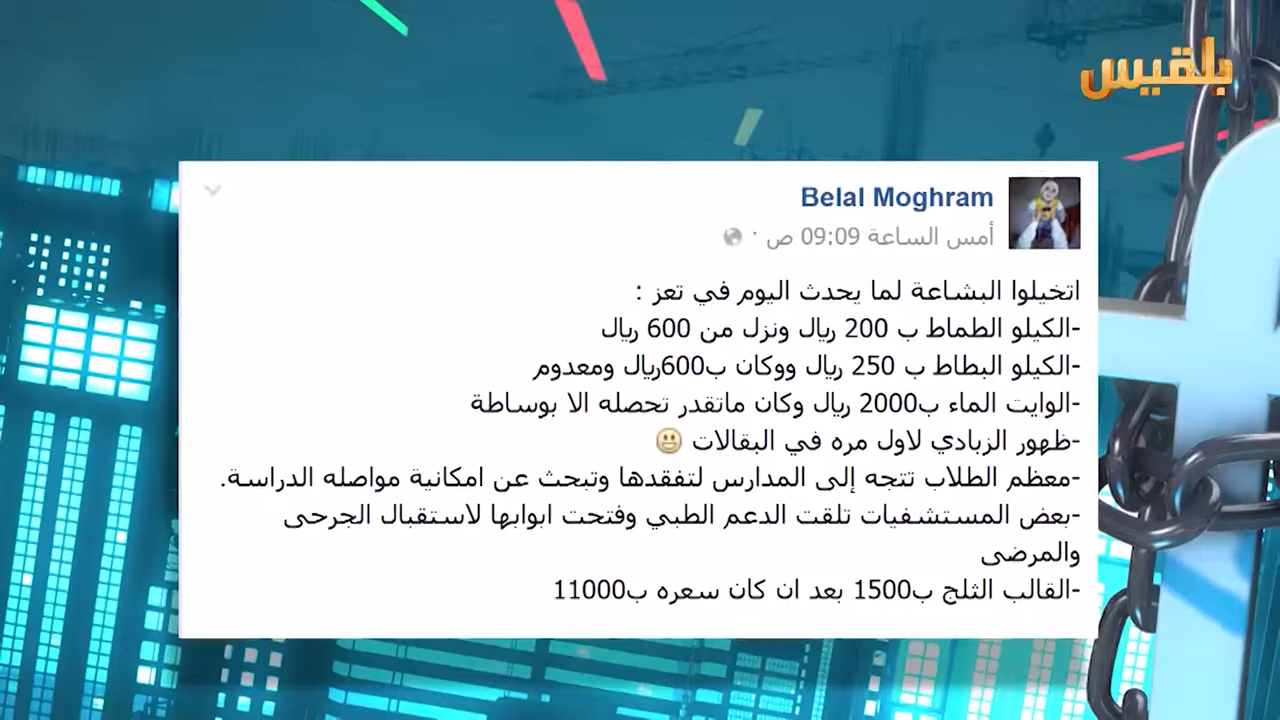 بلقيس
Belal Moghram
أمس الساعة 09:09 ص ·
اتخيلوا البشاعة لما يحدث اليوم في تعز :
-الكيلو الطماط ب 200 ريال ونزل من 600 ريال
-الكيلو البطاط ب 250 ريال ووكان ب600ريال ومعدوم
-الوايت الماء ب2000 ريال وكان ماتقدر تحصله الا بوساطة
-ظهور الزبادي لاول مره في البقالات 😃
-معظم الطلاب تتجه إلى المدارس لتفقدها وتبحث عن امكانية مواصله الدراسة.
-بعض المستشفيات تلقت الدعم الطبي وفتحت ابوابها لاستقبال الجرحى
والمرضى
-القالب الثلج ب1500 بعد ان كان سعره ب11000